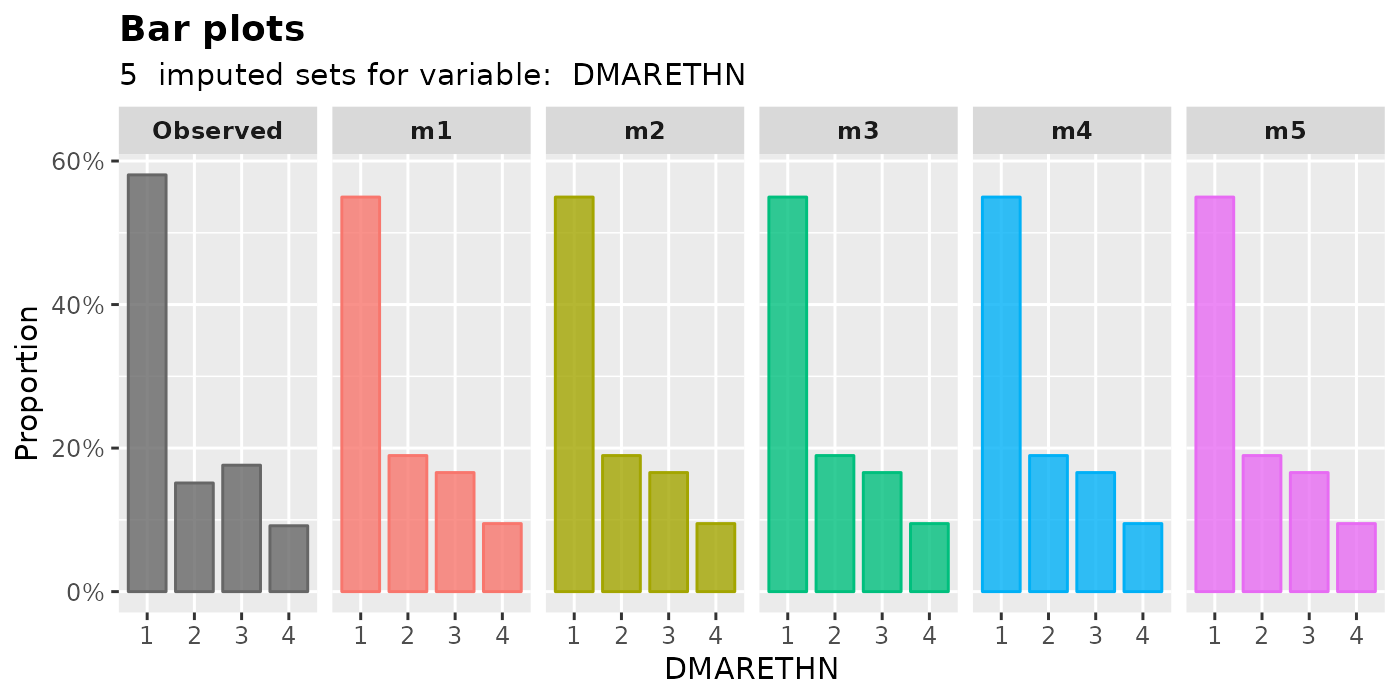 Bar plots
5 imputed sets for variable: DMARETHN
Observed m1 m2 m3 m4 m5
60%
40%
20%
0%
Proportion
1 2 3 4 1 2 3 4 1 2 3 4 1 2 3 4 1 2 3 4 1 2 3 4
DMARETHN